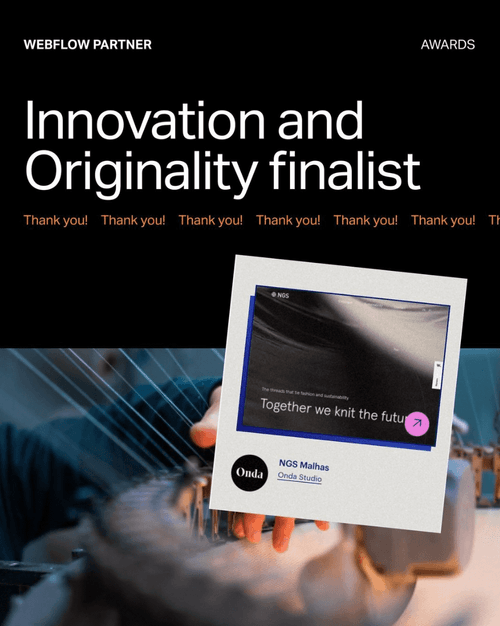 WEBFLOW PARTNER
AWARDS
Innovation and
Originality finalist
Thank you! Thank you! Thank you! Thank you! Thank you! Thank you! Th
NGS
The threads that tie fashion and sustainability
Together we knit the futu
Onda
NGS Malhas
Onda Studio